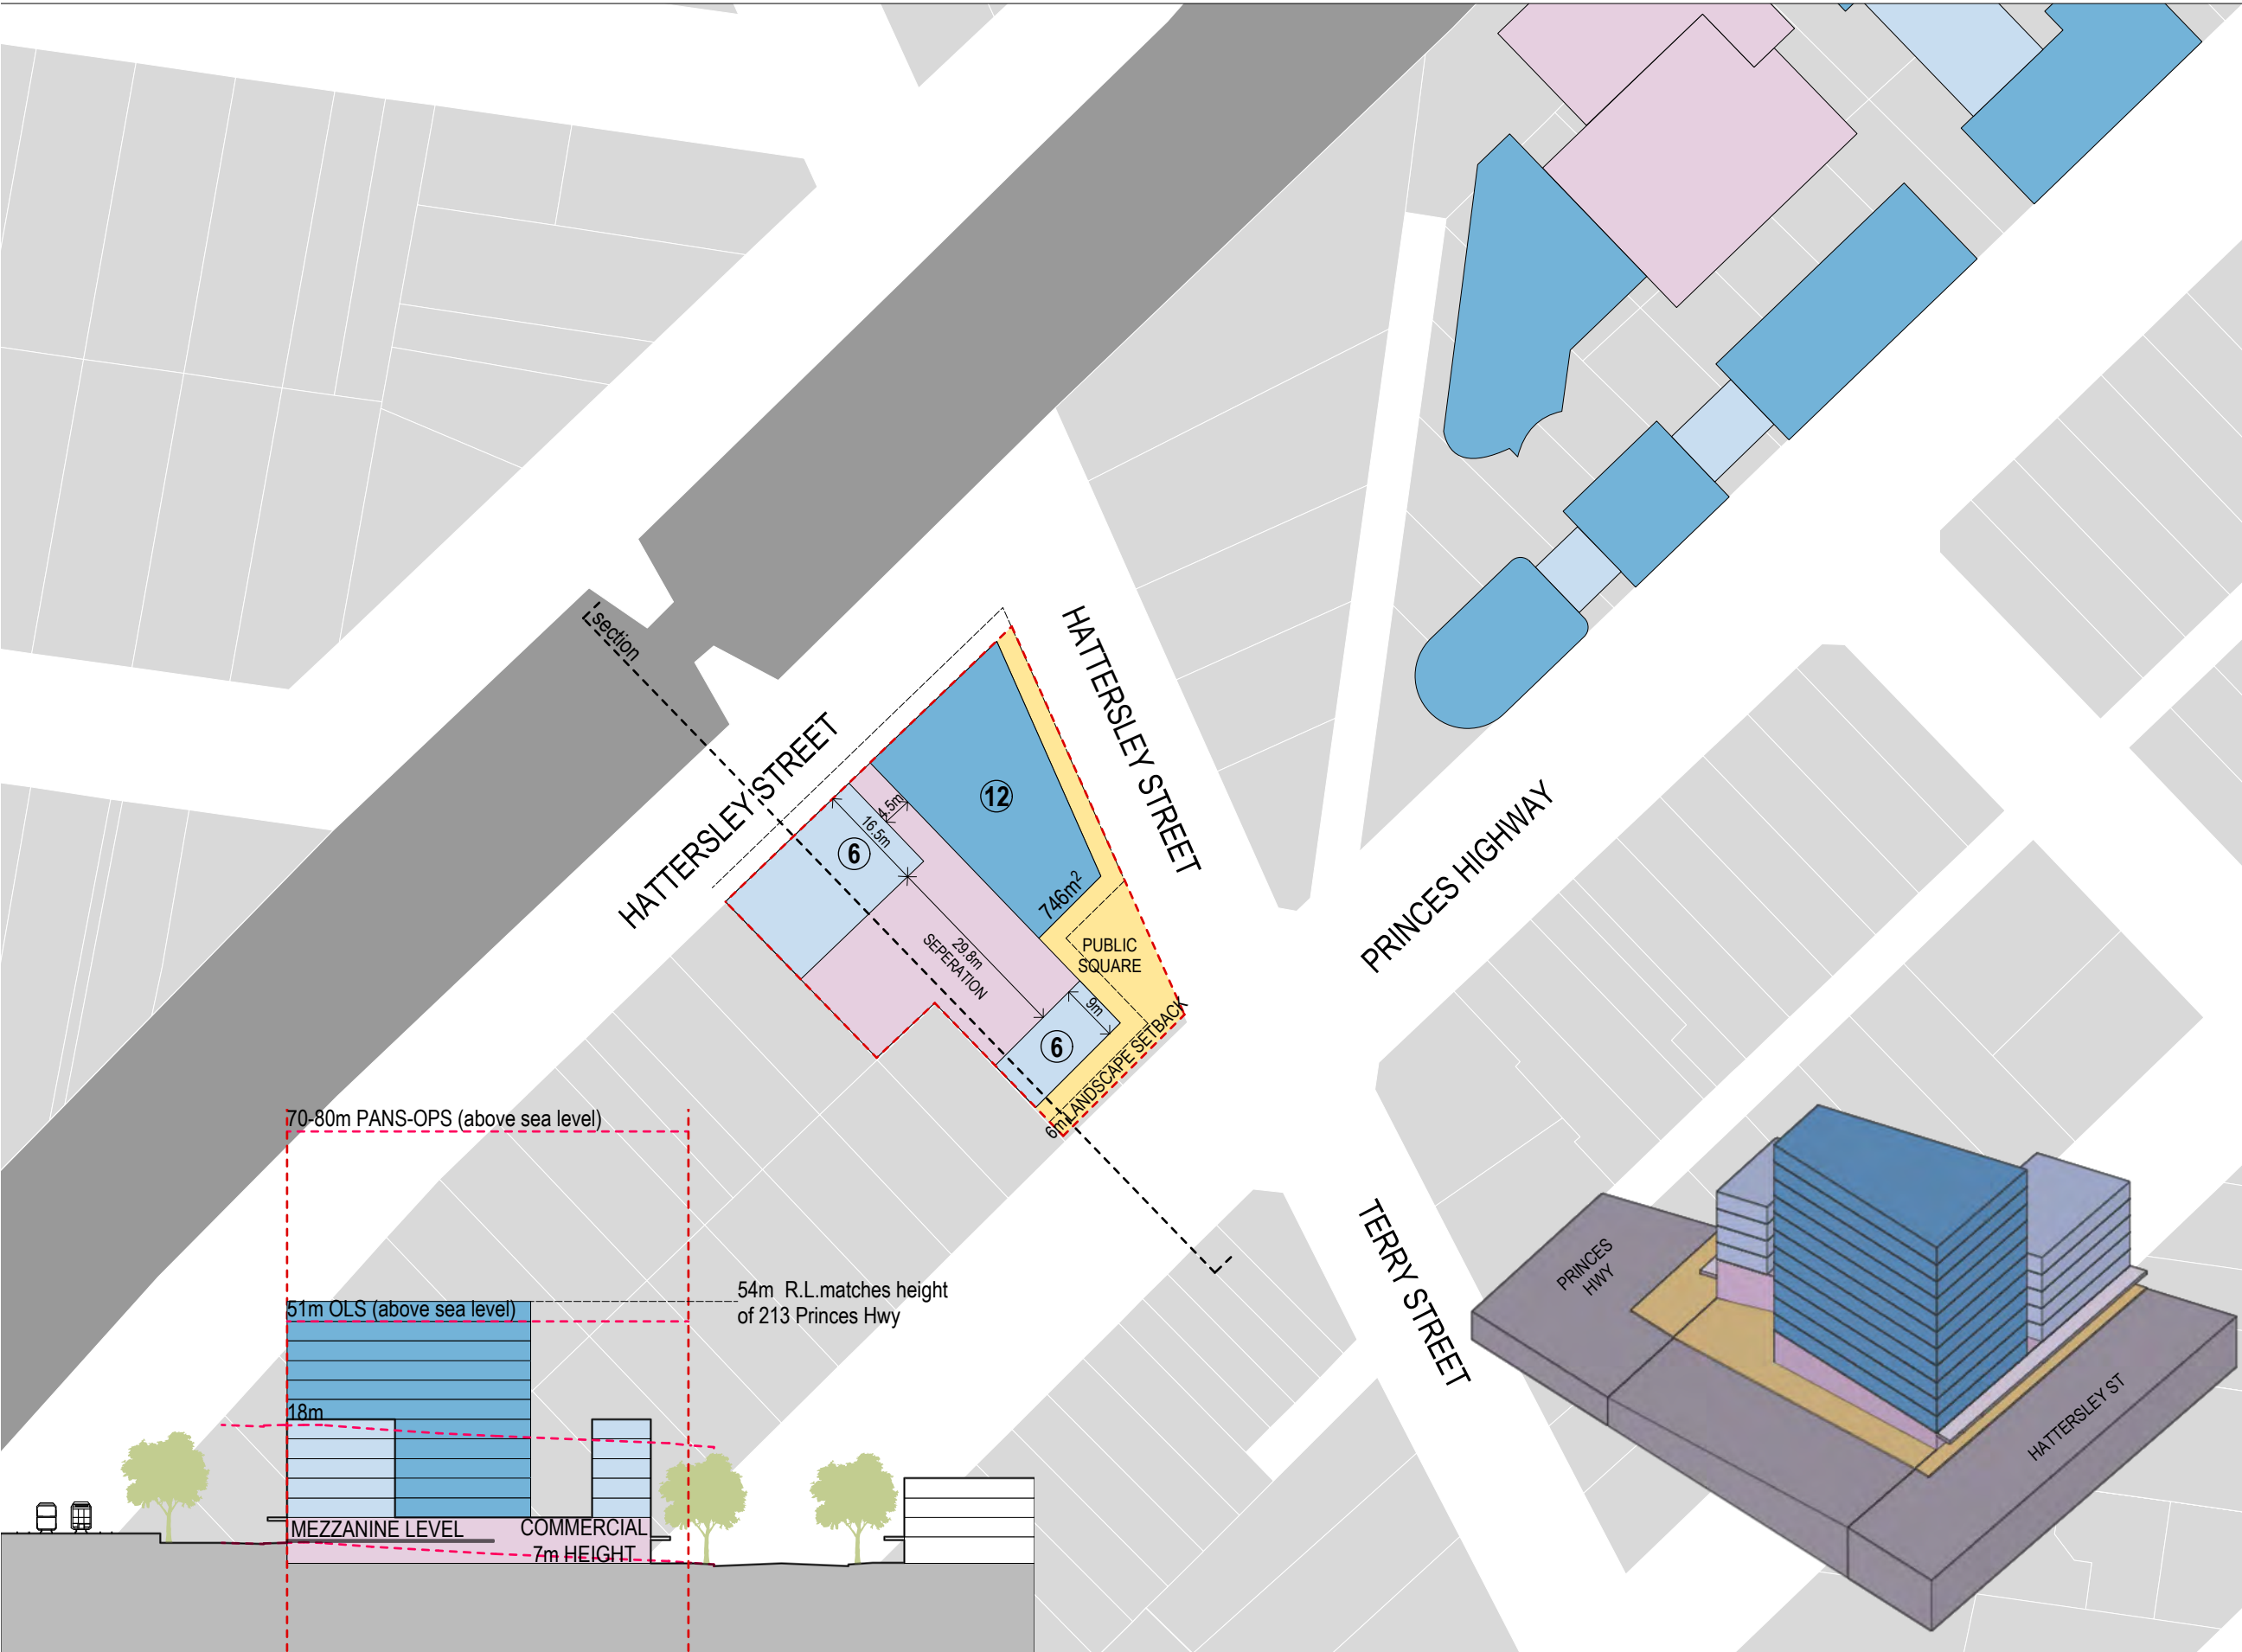 section
HATTERSLEY STREET
HATTERSLEY STREET
12
4.5m
16.5m
6
746m²
PUBLIC
SQUARE
29.8m
SEPERATION
9m
6
6m LANDSCAPE SETBACK
PRINCES HIGHWAY
TERRY STREET
70-80m PANS-OPS (above sea level)
54m R.L.matches height
of 213 Princes Hwy
51m OLS (above sea level)
18m
MEZZANINE LEVEL
COMMERCIAL
7m HEIGHT
PRINCES
HWY
HATTERSLEY ST